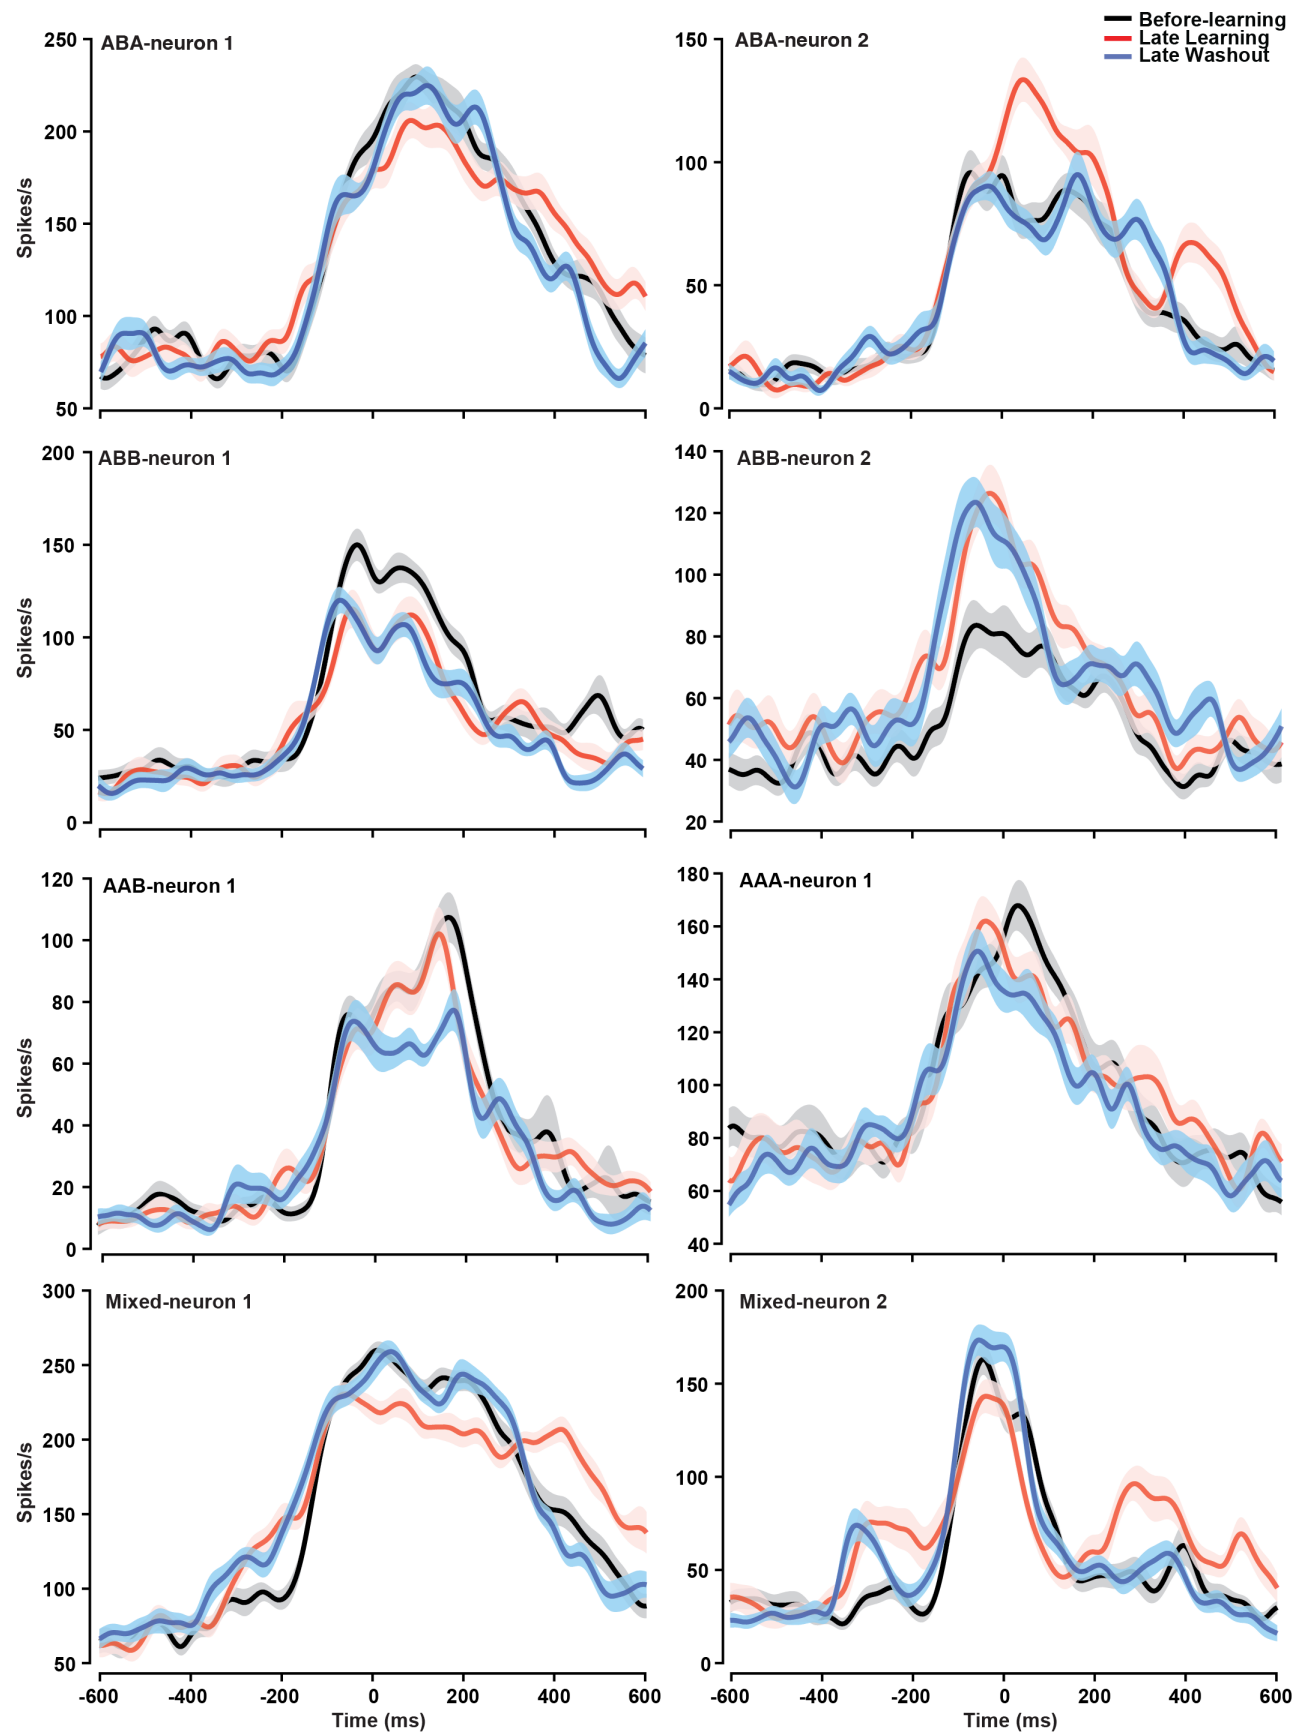 Before-learning
Late Learning
Late Washout
ABA-neuron 1
250
200
150
100
50
Spikes/s
ABA-neuron 2
150
100
50
0
ABB-neuron 1
200
150
100
50
0
Spikes/s
ABB-neuron 2
140
120
100
80
60
40
20
AAB-neuron 1
120
100
80
60
40
20
0
Spikes/s
AAA-neuron 1
180
160
140
120
100
80
60
40
Mixed-neuron 1
300
250
200
150
100
50
Spikes/s
-600 -400 -200 0 200 400 600
Time (ms)
Mixed-neuron 2
200
150
100
50
0
-600 -400 -200 0 200 400 600
Time (ms)